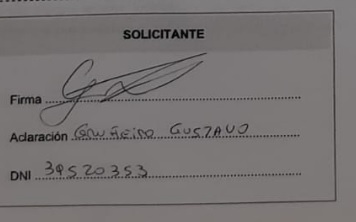 SOLICITANTE
Firma
Aclaración GUSTAVO
DNI 39520353